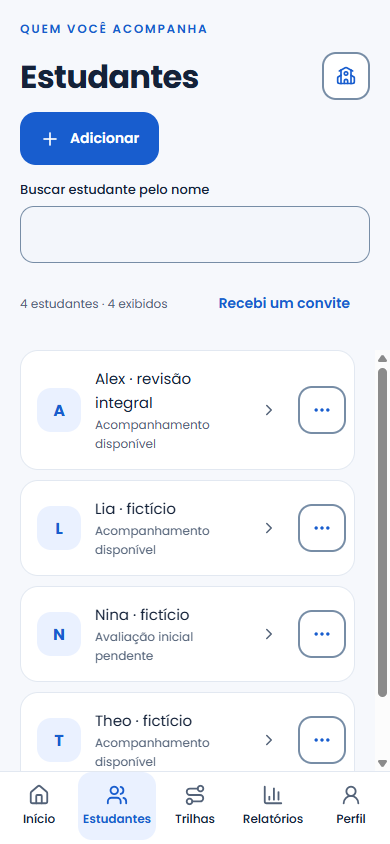 QUEM VOCÊ ACOMPANHA
Estudantes
Adicionar
Buscar estudante pelo nome
4 estudantes · 4 exibidos
Recebi um convite
A
Alex · revisão
integral
Acompanhamento
disponível
L
Lia · fictício
Acompanhamento
disponível
N
Nina · fictício
Avaliação inicial
pendente
T
Theo · fictício
Acompanhamento
disponível
Início
Estudantes
Trilhas
Relatórios
Perfil